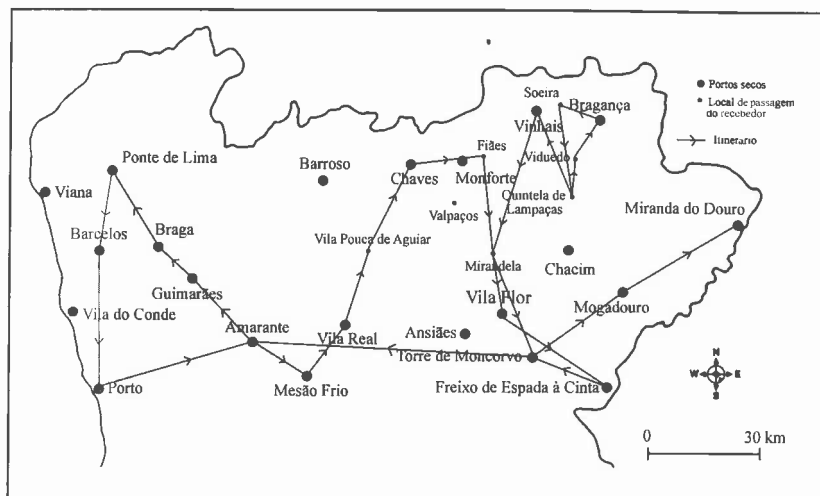 Soeira
Bragança
Portos secos
Local de passagem
do recebedor
Itinerário
Vinhais
Fiães
Ponte de Lima
Barroso
Chaves
Monforte
Viduedo
Viana
Valpaços
Quintela de
Lampaças
Miranda do Douro
Barcelos
Braga
Vila Pouca de Aguiar
Mirandela
Chacim
Guimarães
Vila Flor
Mogadouro
Vila do Conde
Amarante
Vila Real
Ansiães
Torre de Moncorvo
Porto
Mesão Frio
Freixo de Espada à Cinta
N
W
E
S
0
30 km